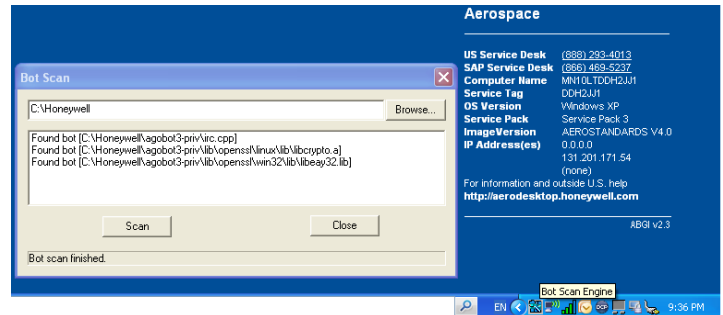 Aerospace
US Service Desk (888) 293-4013
SAP Service Desk (866) 469-5237
Computer Name MN10LTDDH2JJ1
Service Tag DDH2JJ1
OS Version Windows XP
Service Pack Service Pack 3
ImageVersion AEROSTANDARDS V4.0
IP Address(es) 0.0.0.0
131.201.171.54
(none)
For information and outside U.S. help
http://aerodesktop.honeywell.com
ABGI v2.3
Bot Scan
C:\Honeywell
Browse...
Found bot [C:\Honeywell\agobot3-priv\irc.cpp]
Found bot [C:\Honeywell\agobot3-priv\lib\openssl\linux\lib\libcrypto.a]
Found bot [C:\Honeywell\agobot3-priv\lib\openssl\win32\lib\libeay32.lib]
Scan
Close
Bot scan finished.
Bot Scan Engine
EN
OCP
9:36 PM